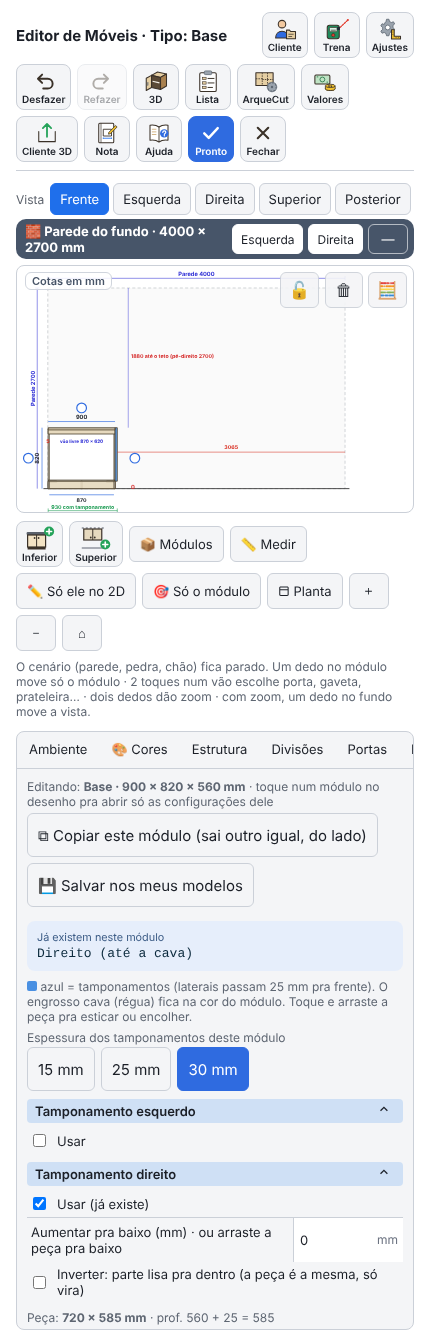 Editor de Móveis · Tipo: Base
Cliente
Trena
Ajustes
Desfazer
Refazer
3D
Lista
ArqueCut
Valores
Cliente 3D
Nota
Ajuda
Pronto
Fechar
Vista
Frente
Esquerda
Direita
Superior
Posterior
🧱 Parede do fundo · 4000 ×
2700 mm
Esquerda
Direita
—
Cotas em mm
Parede 4000
Parede 2700
1880 até o teto (pé-direito 2700)
900
vão livre 870 × 620
820
3065
0
870
930 com tamponamento
Inferior
Superior
📦 Módulos
📏 Medir
✏️ Só ele no 2D
🎯 Só o módulo
Planta
+
−
⌂
O cenário (parede, pedra, chão) fica parado. Um dedo no módulo
move só o módulo · 2 toques num vão escolhe porta, gaveta,
prateleira... · dois dedos dão zoom · com zoom, um dedo no fundo
move a vista.
Ambiente
🎨 Cores
Estrutura
Divisões
Portas
Editando: Base · 900 × 820 × 560 mm · toque num módulo no
desenho pra abrir só as configurações dele
⧉ Copiar este módulo (sai outro igual, do lado)
💾 Salvar nos meus modelos
Já existem neste módulo
Direito (até a cava)
azul = tamponamentos (laterais passam 25 mm pra frente). O
engrosso cava (régua) fica na cor do módulo. Toque e arraste a
peça pra esticar ou encolher.
Espessura dos tamponamentos deste módulo
15 mm
25 mm
30 mm
Tamponamento esquerdo
Usar
Tamponamento direito
Usar (já existe)
Aumentar pra baixo (mm) · ou arraste a
peça pra baixo
0
mm
Inverter: parte lisa pra dentro (a peça é a mesma, só
vira)
Peça: 720 × 585 mm · prof. 560 + 25 = 585